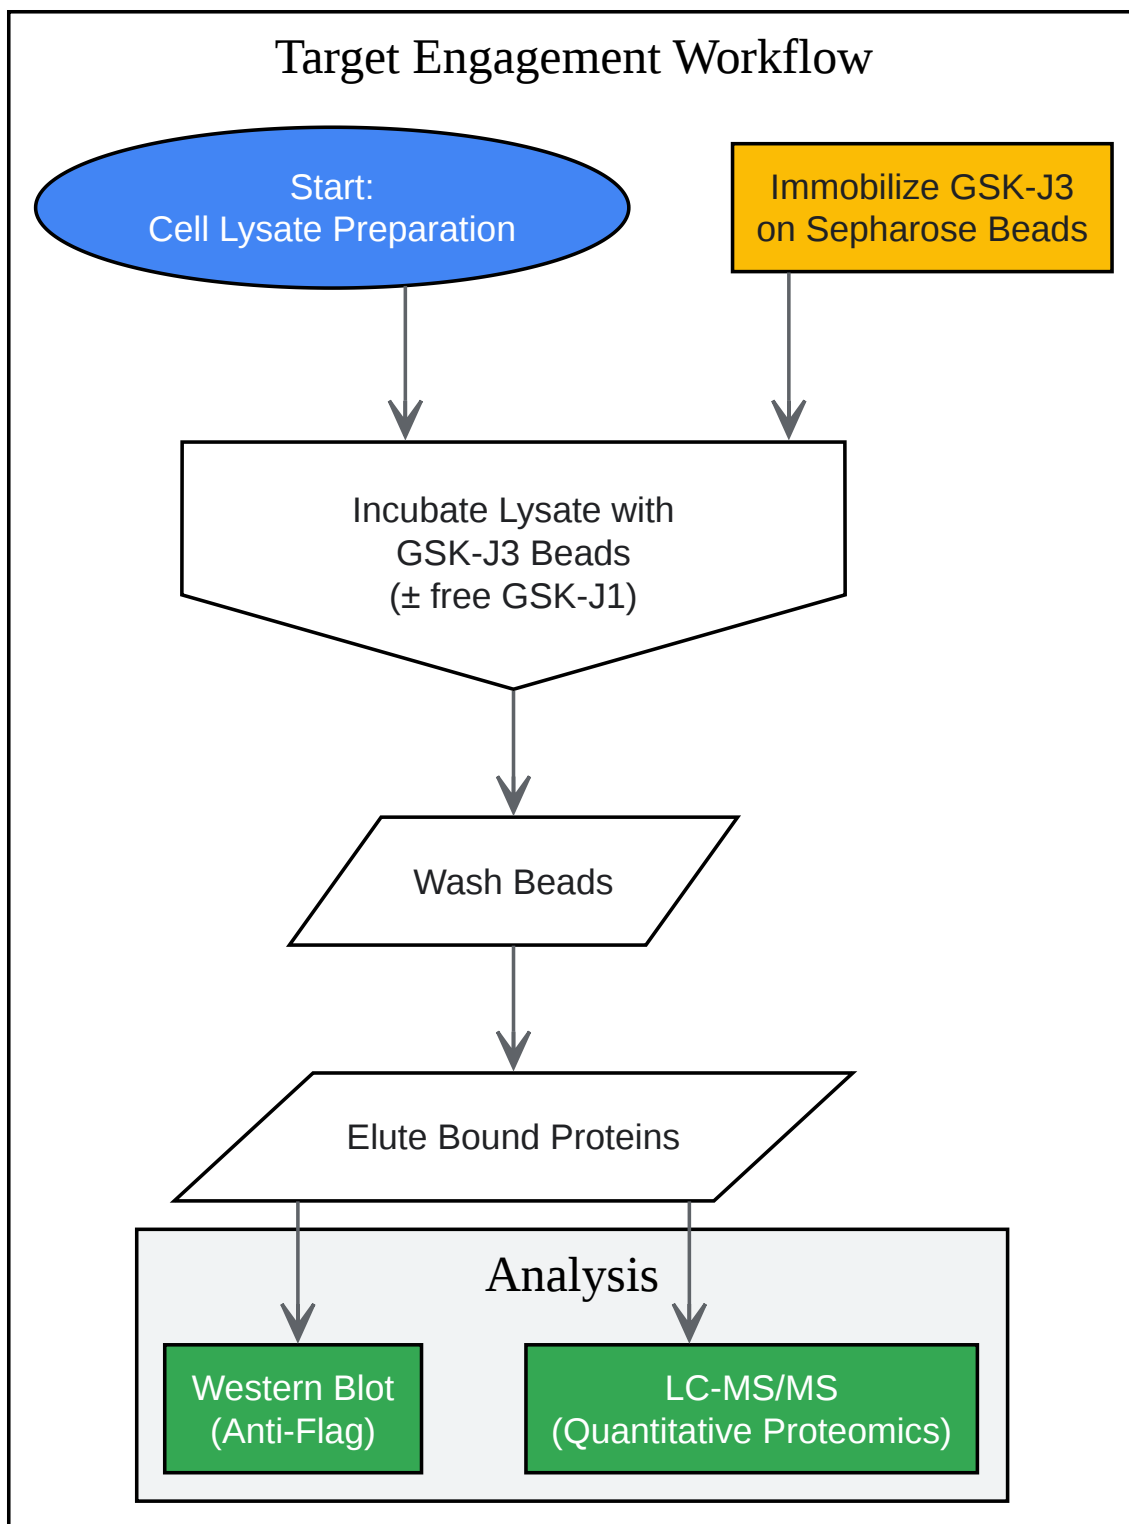 Target Engagement Workflow
Start:
Cell Lysate Preparation
Immobilize GSK-J3
on Sepharose Beads
Incubate Lysate with
GSK-J3 Beads
(± free GSK-J1)
Wash Beads
Elute Bound Proteins
Analysis
Western Blot
(Anti-Flag)
LC-MS/MS
(Quantitative Proteomics)